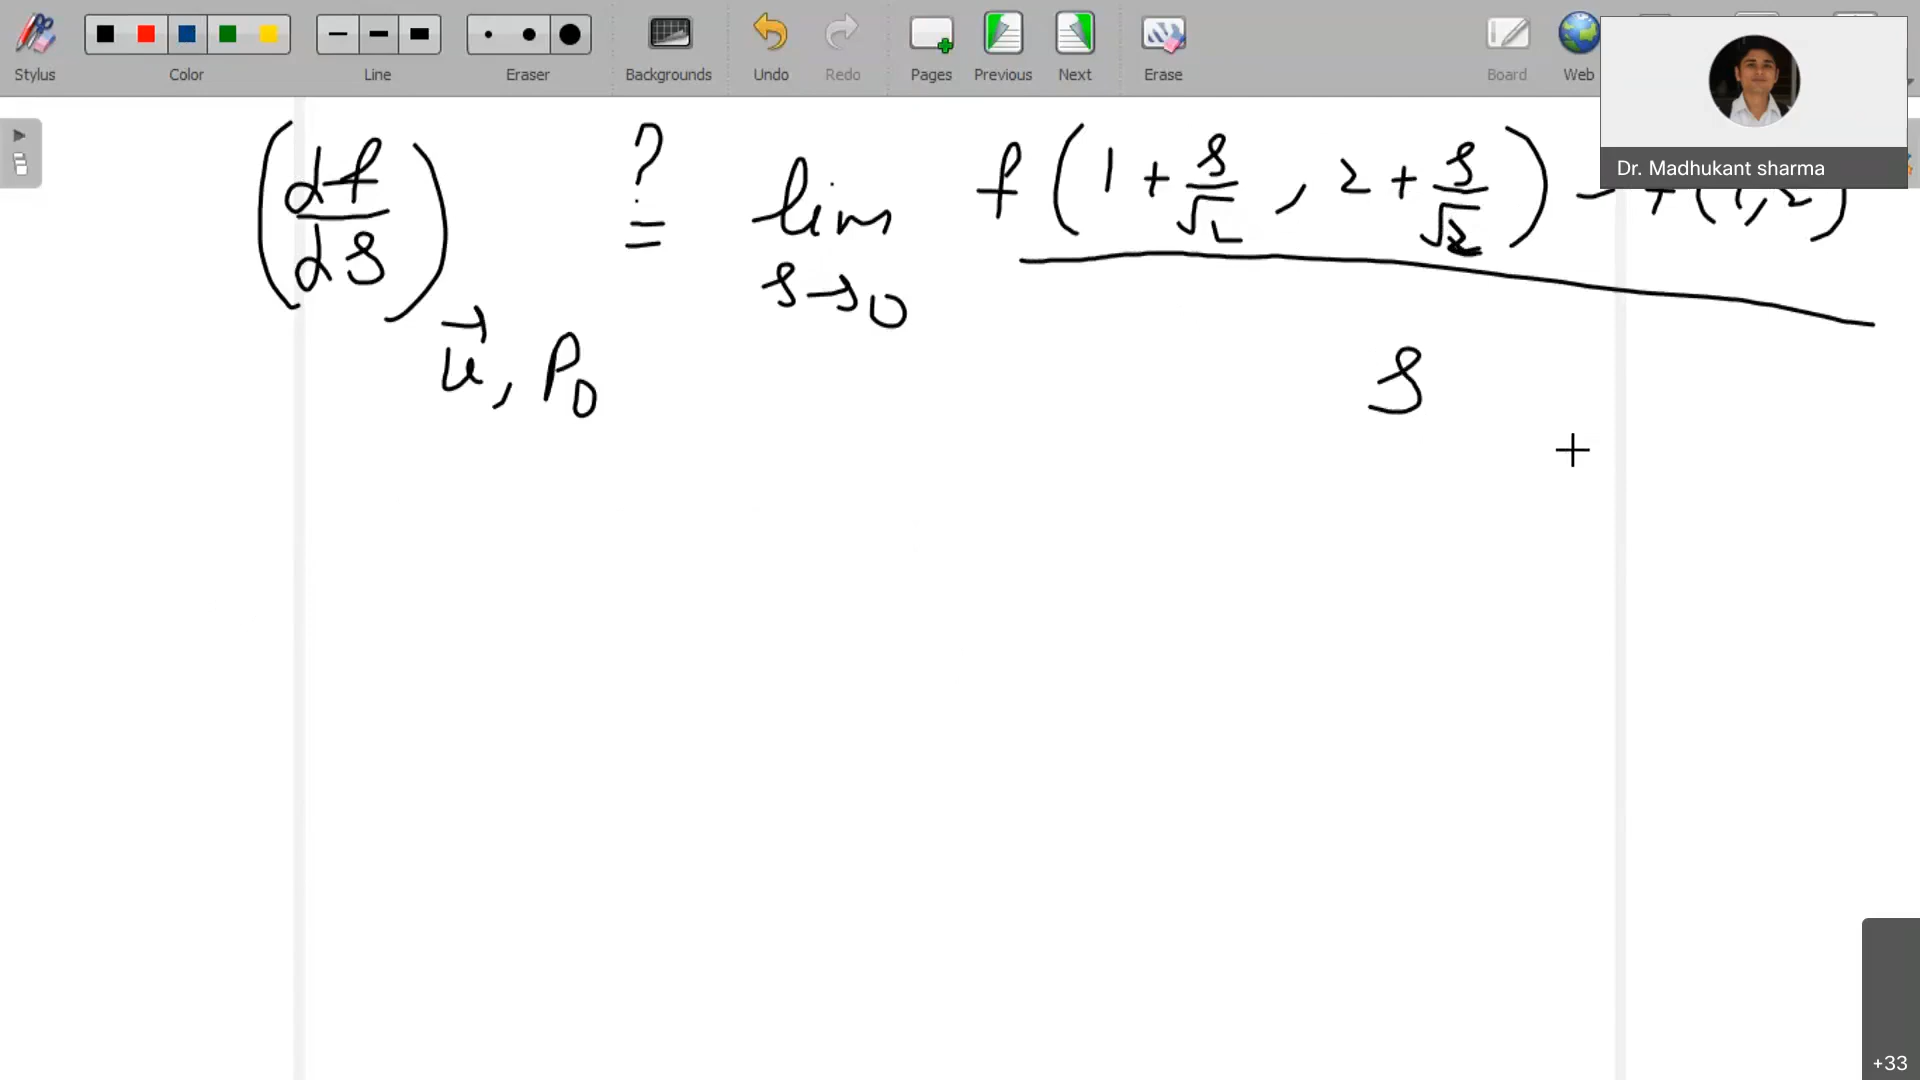 Stylus Color Line Eraser Backgrounds Undo Redo Pages Previous Next Erase Board Web
Dr. Madhukant sharma
(df/ds) u⃗, P₀ ≟ lim s→0 f(1 + s/√2, 2 + s/√2) − f(1, 2)
s
+33